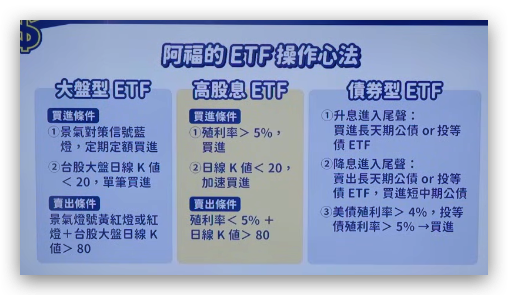 $
阿福的 ETF 操作心法
大盤型 ETF
買進條件
①景氣對策信號藍
燈，定期定額買進
②台股大盤日線 K 值
＜ 20，單筆買進
賣出條件
景氣燈號黃紅燈或紅
燈＋台股大盤日線 K
值＞ 80
高股息 ETF
買進條件
①殖利率＞ 5%，
買進
②日線 K 值＜ 20，
加速買進
賣出條件
殖利率＜ 5% ＋
日線 K 值＞ 80
債券型 ETF
①升息進入尾聲：
買進長天期公債 or 投等
債 ETF
②降息進入尾聲：
賣出長天期公債 or 投等
債 ETF，買進短中期公債
③美債殖利率＞ 4%，投等
債殖利率＞ 5% →買進